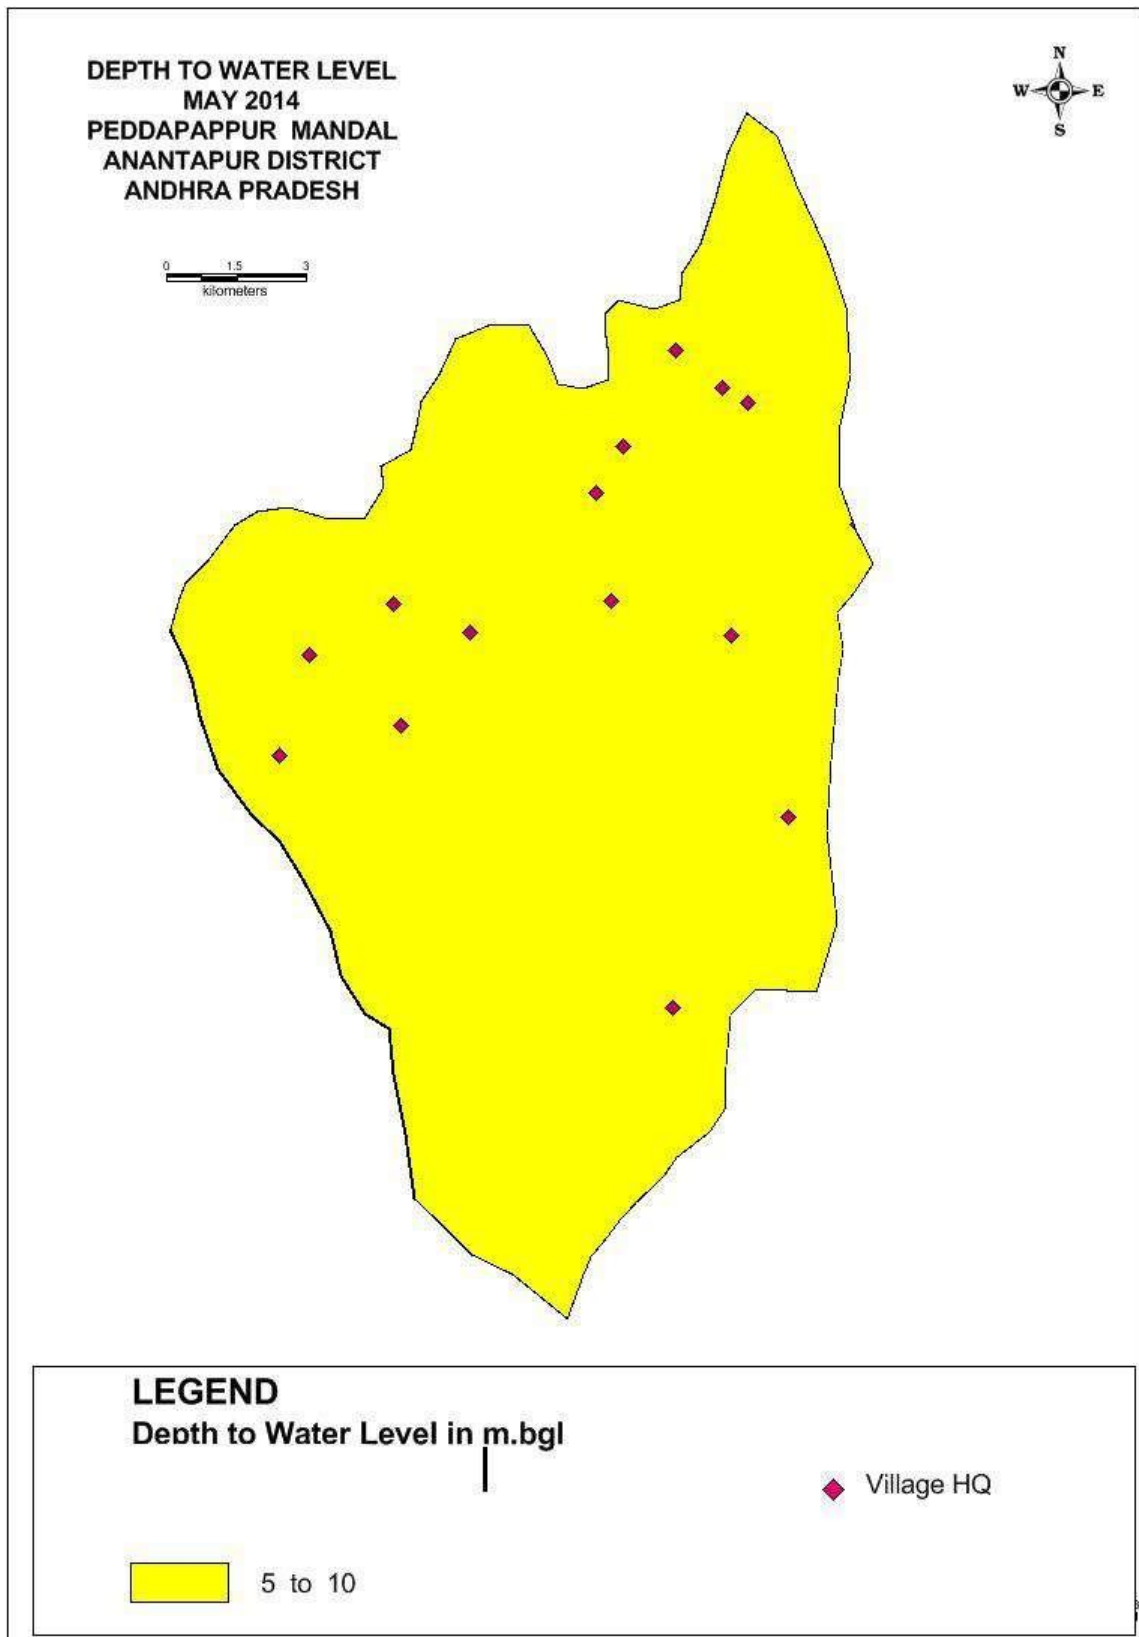 DEPTH TO WATER LEVEL
MAY 2014
PEDDAPAPPUR MANDAL
ANANTAPUR DISTRICT
ANDHRA PRADESH
N
W E
S
0 1.5 3
kilometers
LEGEND
Depth to Water Level in m.bgl
Village HQ
5 to 10